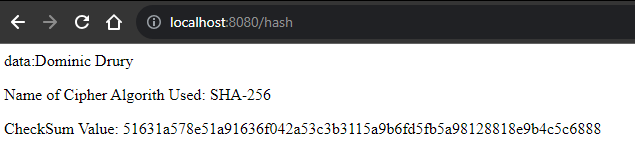 localhost:8080/hash
data:Dominic Drury
Name of Cipher Algorith Used: SHA-256
CheckSum Value: 51631a578e51a91636f042a53c3b3115a9b6fd5fb5a98128818e9b4c5c6888